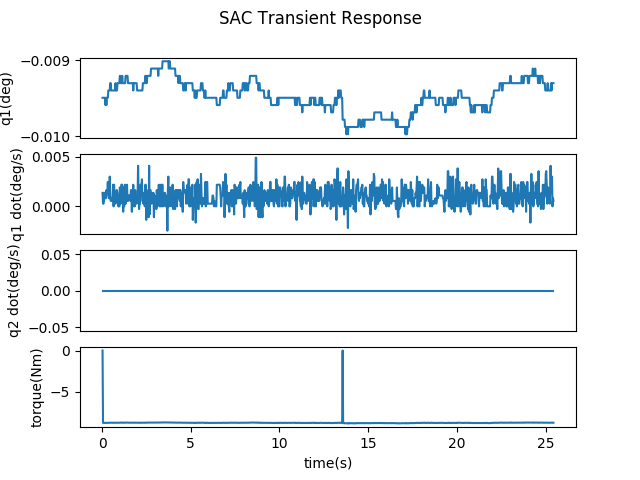 SAC Transient Response
−0.009
−0.010
q1(deg)
0.005
0.000
q1 dot(deg/s)
0.05
0.00
−0.05
q2 dot(deg/s)
0
−5
torque(Nm)
0 5 10 15 20 25
time(s)